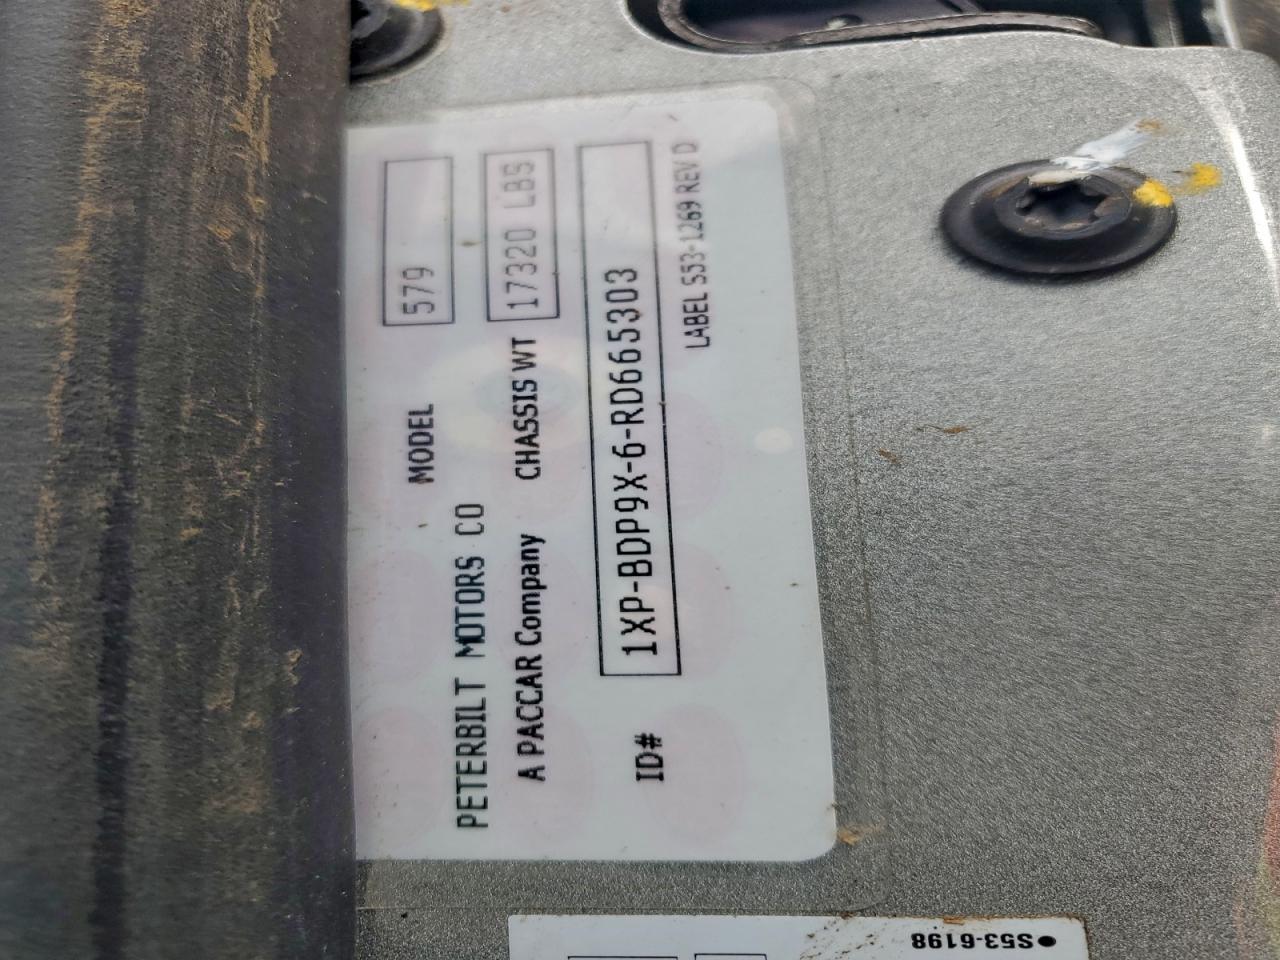 MODEL 579
PETERBILT MOTORS CO
A PACCAR Company CHASSIS WT 17320 LBS
ID# 1XP-BDP9X-6-RD665303
LABEL S53-1269 REV D
S53-6198